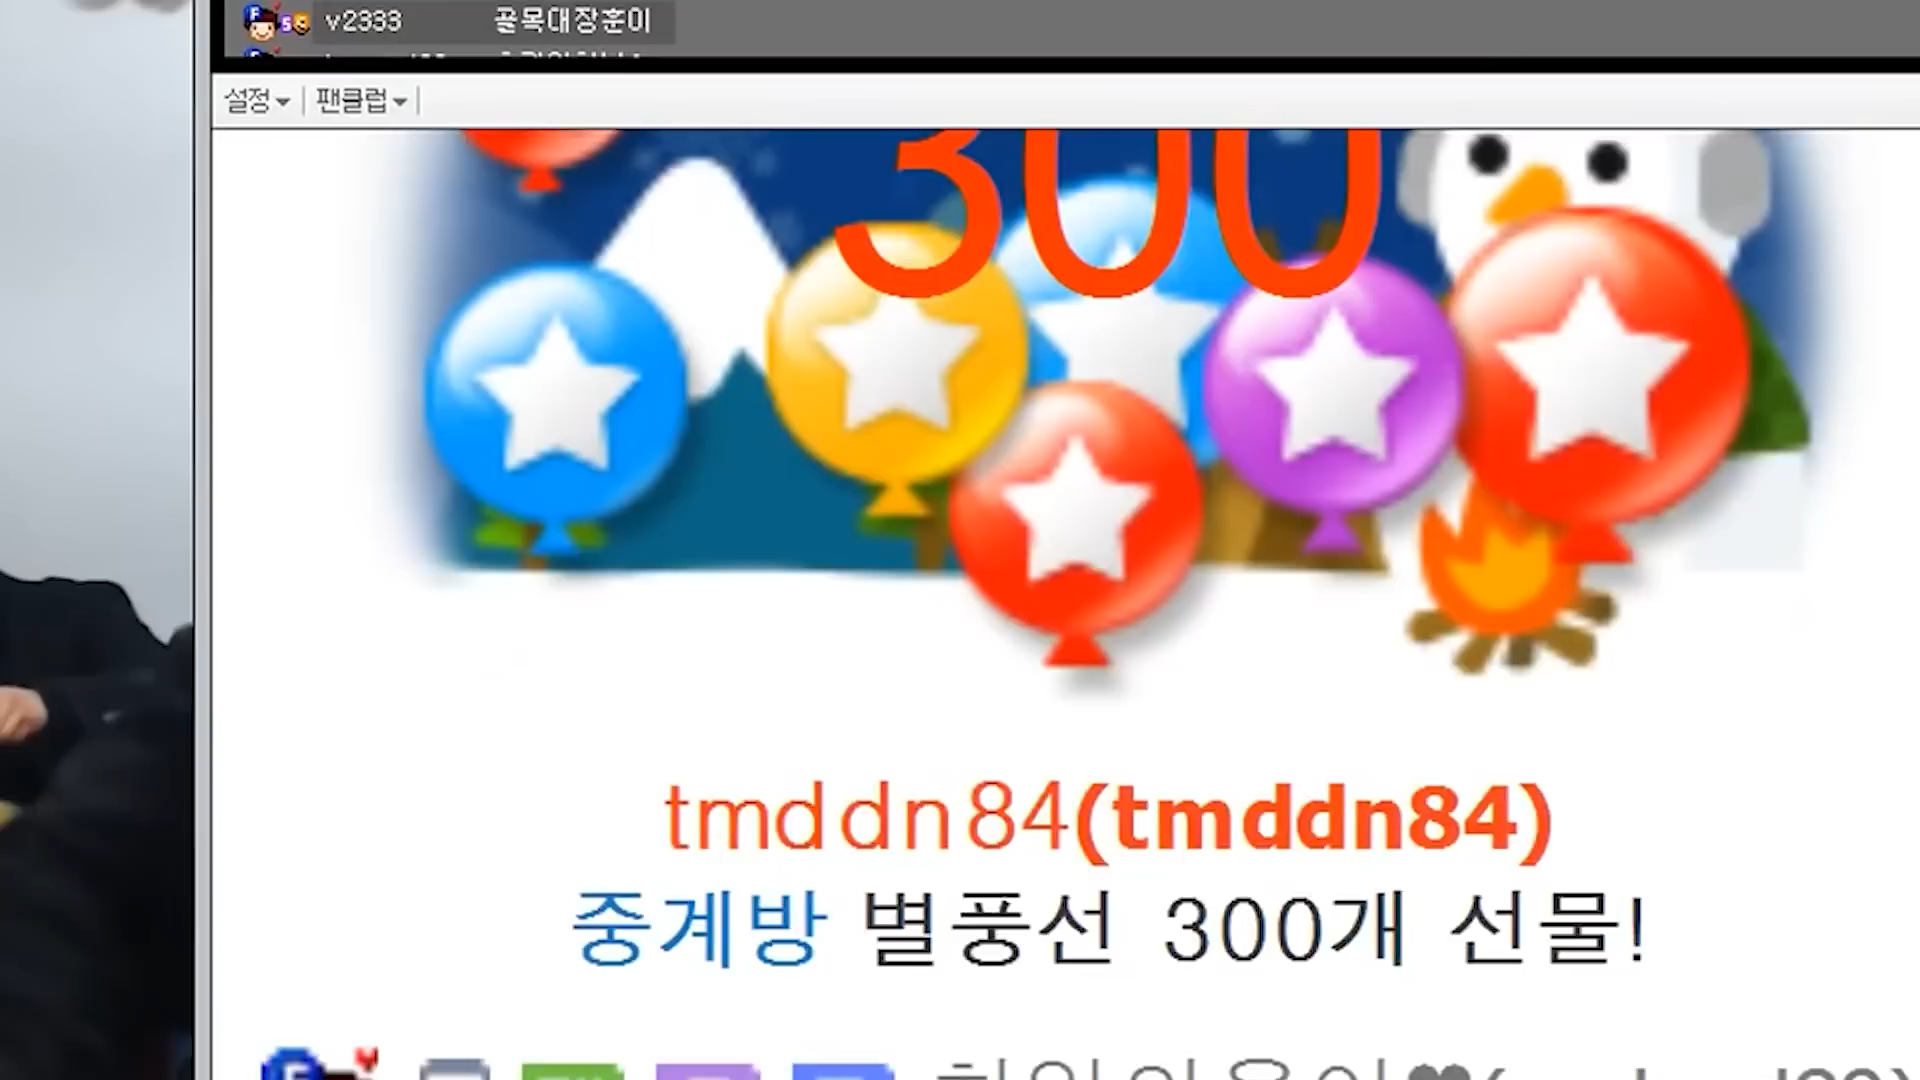 v2333 골목대장훈이
설정 팬클럽
300
tmddn84(tmddn84)
중계방 별풍선 300개 선물!